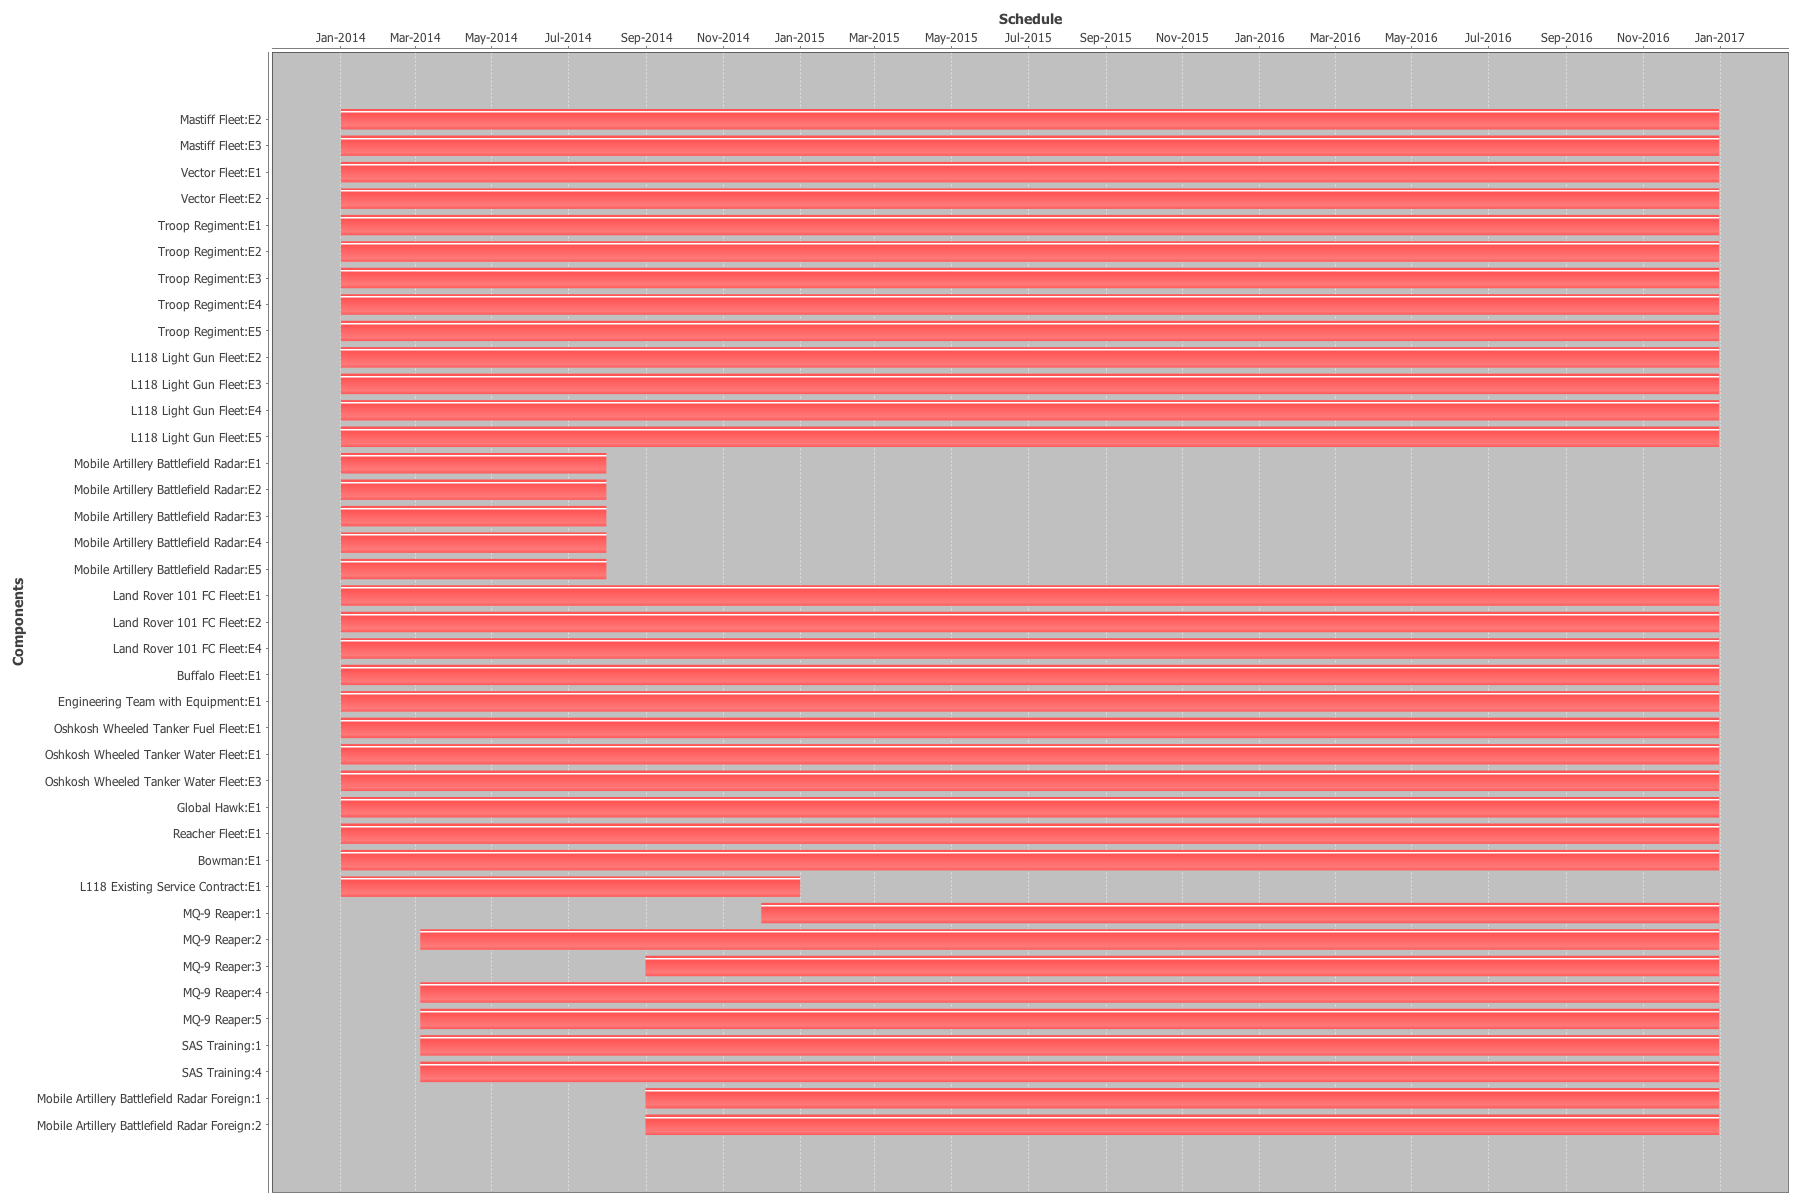 Schedule
Jan-2014 Mar-2014 May-2014 Jul-2014 Sep-2014 Nov-2014 Jan-2015 Mar-2015 May-2015 Jul-2015 Sep-2015 Nov-2015 Jan-2016 Mar-2016 May-2016 Jul-2016 Sep-2016 Nov-2016 Jan-2017
Components
Mastiff Fleet:E2
Mastiff Fleet:E3
Vector Fleet:E1
Vector Fleet:E2
Troop Regiment:E1
Troop Regiment:E2
Troop Regiment:E3
Troop Regiment:E4
Troop Regiment:E5
L118 Light Gun Fleet:E2
L118 Light Gun Fleet:E3
L118 Light Gun Fleet:E4
L118 Light Gun Fleet:E5
Mobile Artillery Battlefield Radar:E1
Mobile Artillery Battlefield Radar:E2
Mobile Artillery Battlefield Radar:E3
Mobile Artillery Battlefield Radar:E4
Mobile Artillery Battlefield Radar:E5
Land Rover 101 FC Fleet:E1
Land Rover 101 FC Fleet:E2
Land Rover 101 FC Fleet:E4
Buffalo Fleet:E1
Engineering Team with Equipment:E1
Oshkosh Wheeled Tanker Fuel Fleet:E1
Oshkosh Wheeled Tanker Water Fleet:E1
Oshkosh Wheeled Tanker Water Fleet:E3
Global Hawk:E1
Reacher Fleet:E1
Bowman:E1
L118 Existing Service Contract:E1
MQ-9 Reaper:1
MQ-9 Reaper:2
MQ-9 Reaper:3
MQ-9 Reaper:4
MQ-9 Reaper:5
SAS Training:1
SAS Training:4
Mobile Artillery Battlefield Radar Foreign:1
Mobile Artillery Battlefield Radar Foreign:2